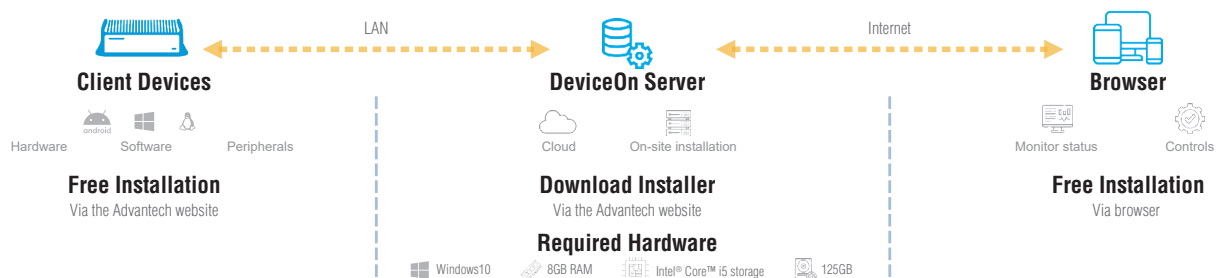 LAN
Internet
Client Devices
DeviceOn Server
Browser
android
Hardware
Software
Peripherals
Cloud
On-site installation
Monitor status
Controls
Free Installation
Via the Advantech website
Download Installer
Via the Advantech website
Free Installation
Via browser
Required Hardware
Windows10
8GB RAM
Intel® Core™ i5 storage
125GB